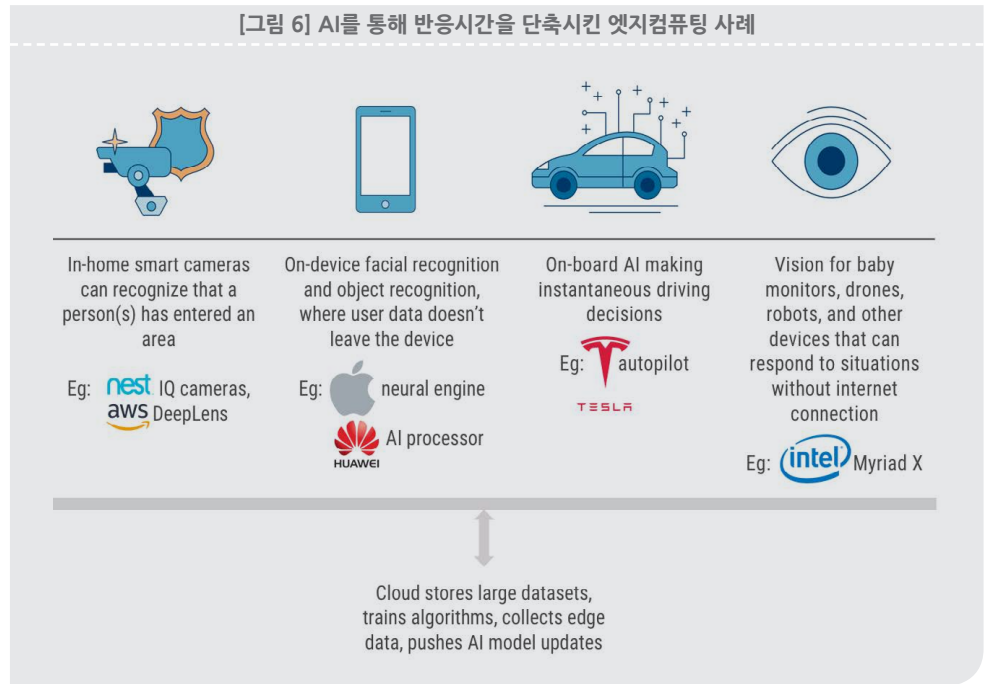 [그림 6] AI를 통해 반응시간을 단축시킨 엣지컴퓨팅 사례
In-home smart cameras
can recognize that a
person(s) has entered an
area
Eg: nest IQ cameras,
aws DeepLens
On-device facial recognition
and object recognition,
where user data doesn't
leave the device
Eg: neural engine
HUAWEI AI processor
On-board AI making
instantaneous driving
decisions
Eg: autopilot
TESLA
Vision for baby
monitors, drones,
robots, and other
devices that can
respond to situations
without internet
connection
Eg: intel Myriad X
Cloud stores large datasets,
trains algorithms, collects edge
data, pushes AI model updates